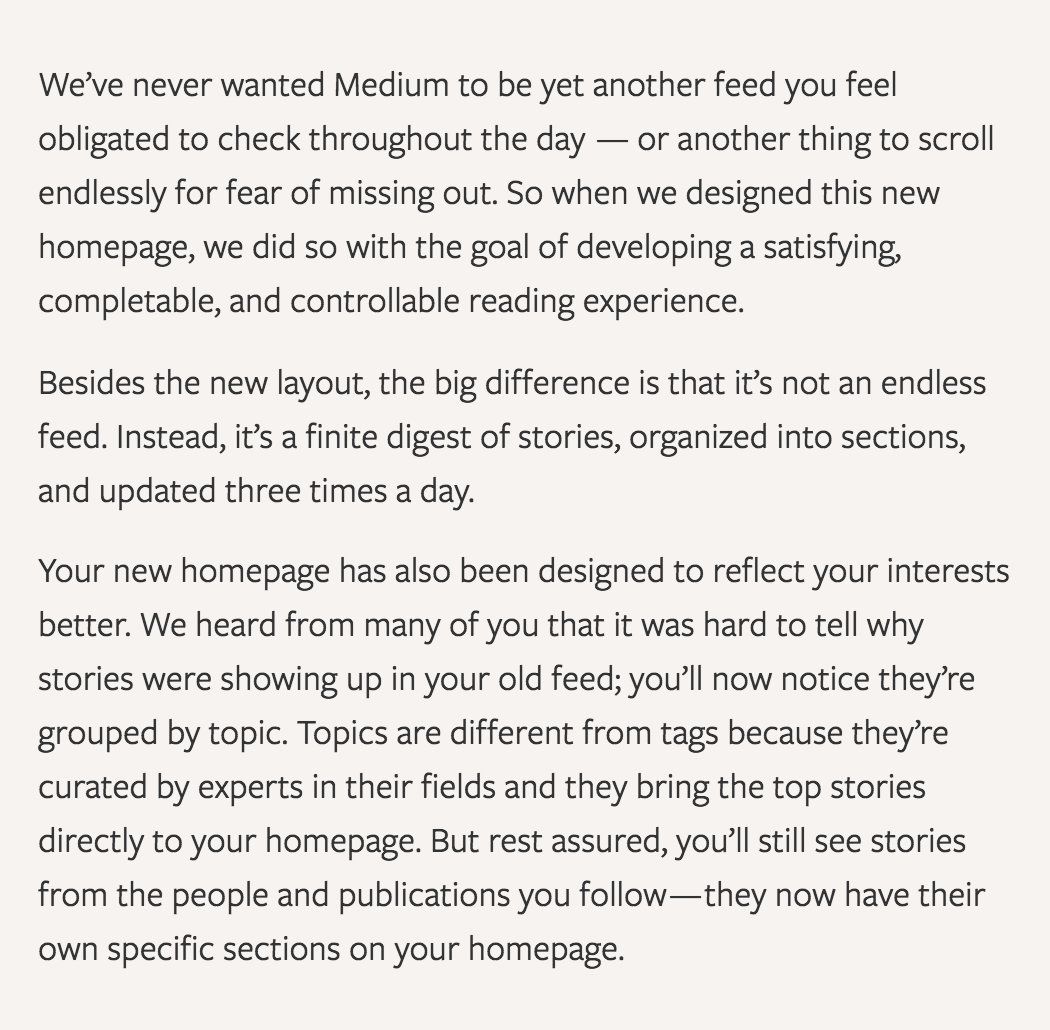 We’ve never wanted Medium to be yet another feed you feel
obligated to check throughout the day — or another thing to scroll
endlessly for fear of missing out. So when we designed this new
homepage, we did so with the goal of developing a satisfying,
completable, and controllable reading experience.
Besides the new layout, the big difference is that it’s not an endless
feed. Instead, it’s a finite digest of stories, organized into sections,
and updated three times a day.
Your new homepage has also been designed to reflect your interests
better. We heard from many of you that it was hard to tell why
stories were showing up in your old feed; you’ll now notice they’re
grouped by topic. Topics are different from tags because they’re
curated by experts in their fields and they bring the top stories
directly to your homepage. But rest assured, you’ll still see stories
from the people and publications you follow—they now have their
own specific sections on your homepage.